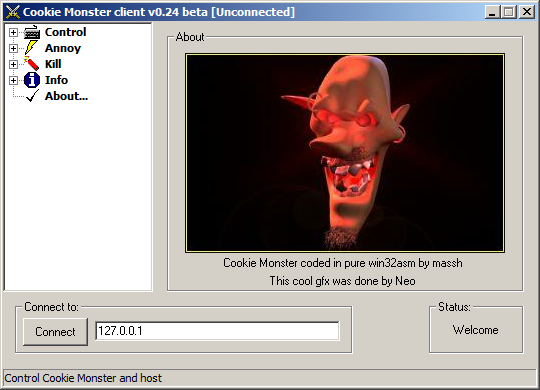 Cookie Monster client v0.24 beta [Unconnected]
Control
Annoy
Kill
Info
About...
About
Cookie Monster coded in pure win32asm by massh
This cool gfx was done by Neo
Connect to:
Connect
127.0.0.1
Status:
Welcome
Control Cookie Monster and host